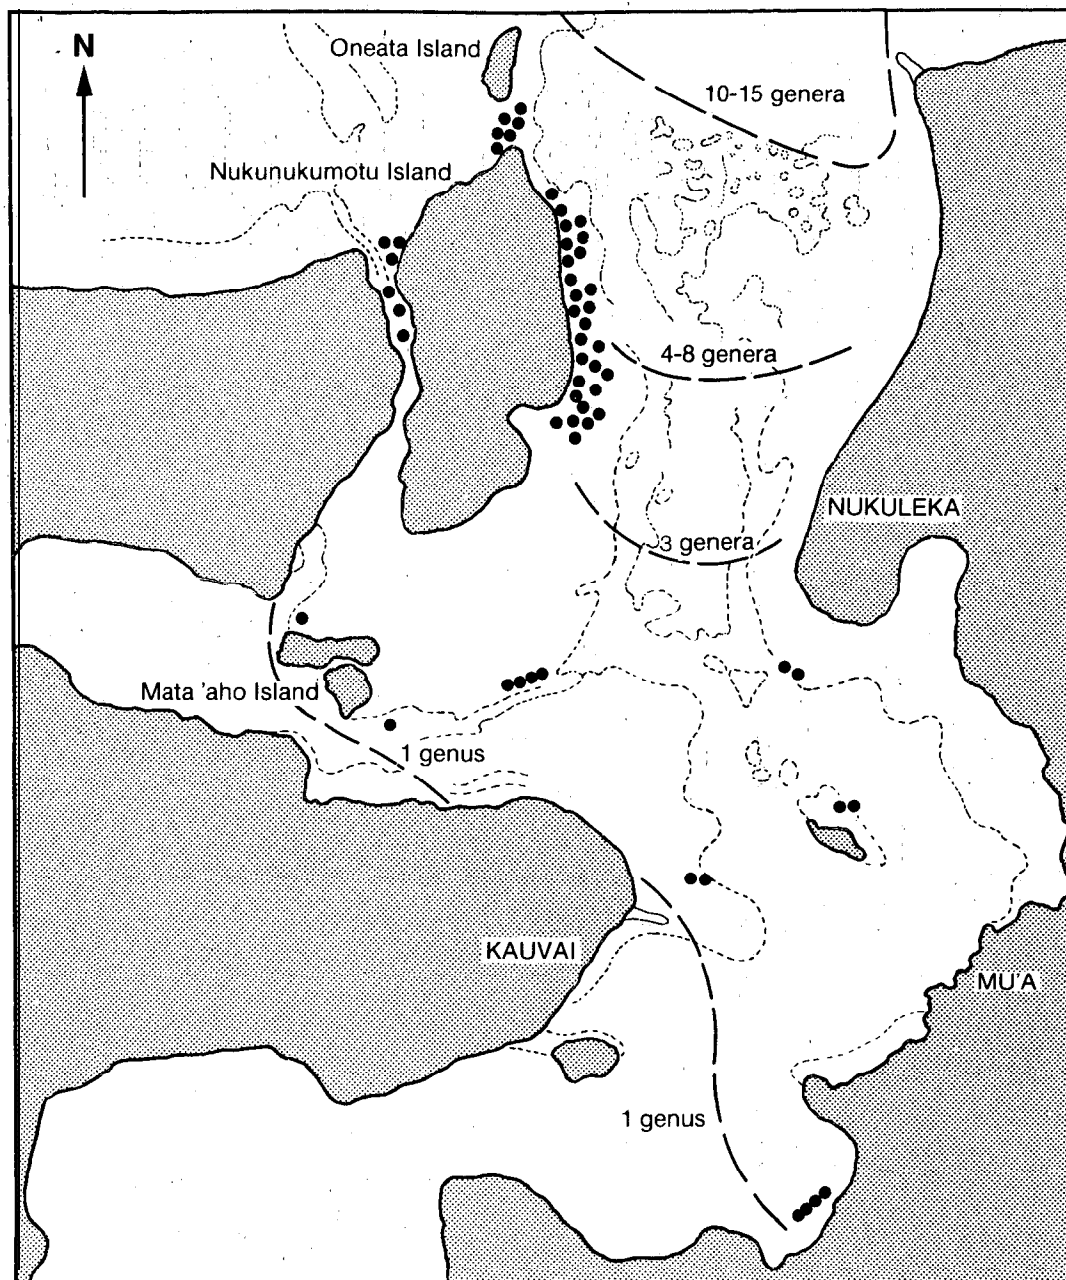 N
Oneata Island
10-15 genera
Nukunukumotu Island
4-8 genera
NUKULEKA
3 genera
Mata 'aho Island
1 genus
KAUVAI
MU'A
1 genus